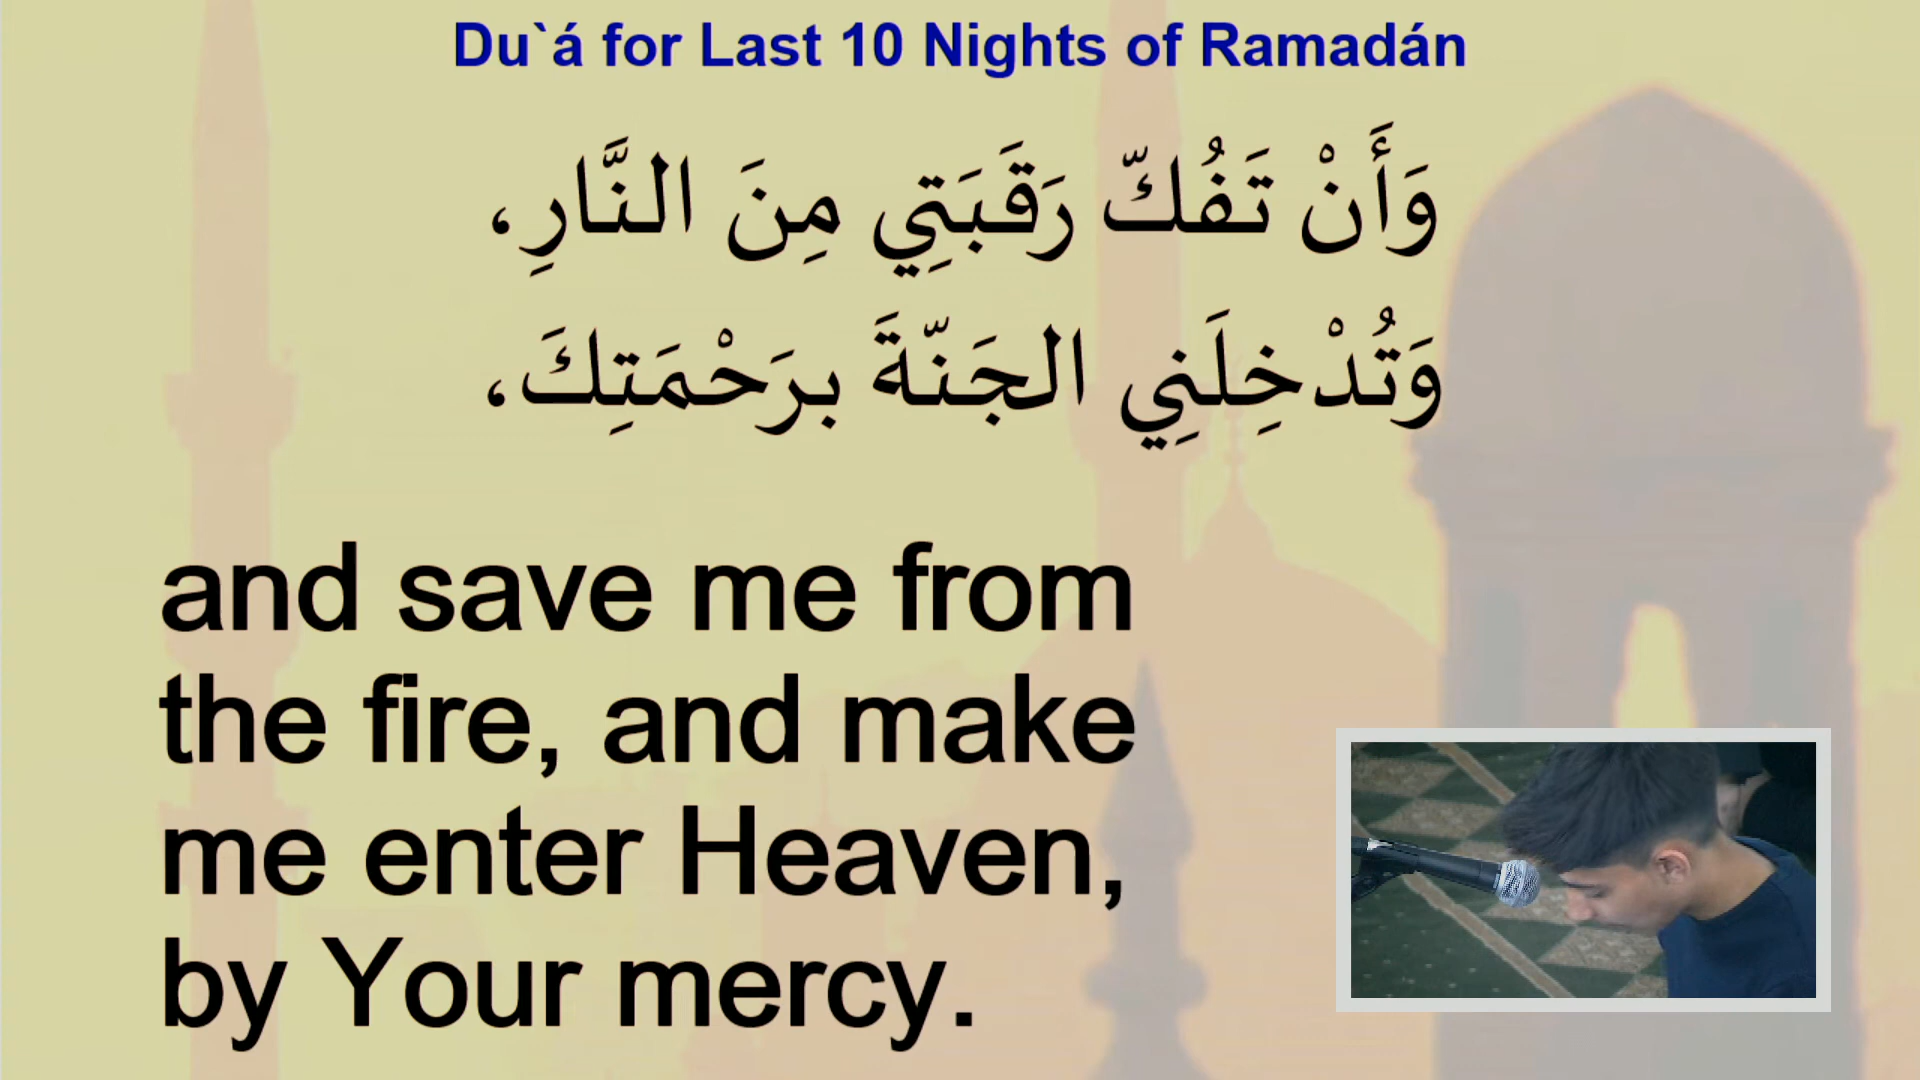 Du`á for Last 10 Nights of Ramadán
وَأَنْ تَفُكّ رَقَبَتِي مِنَ النَّارِ،
وَتُدْخِلَنِي الجَنّةَ برَحْمَتِكَ،
and save me from
the fire, and make
me enter Heaven,
by Your mercy.